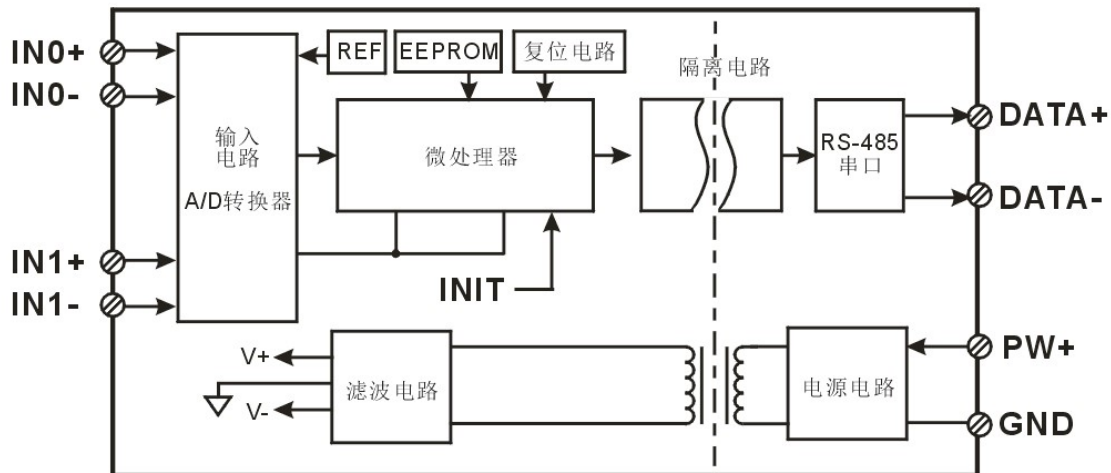 IN0+
IN0-
IN1+
IN1-
输入
电路
A/D转换器
REF
EEPROM
复位电路
微处理器
INIT
隔离电路
RS-485
串口
DATA+
DATA-
V+
V-
滤波电路
电源电路
PW+
GND